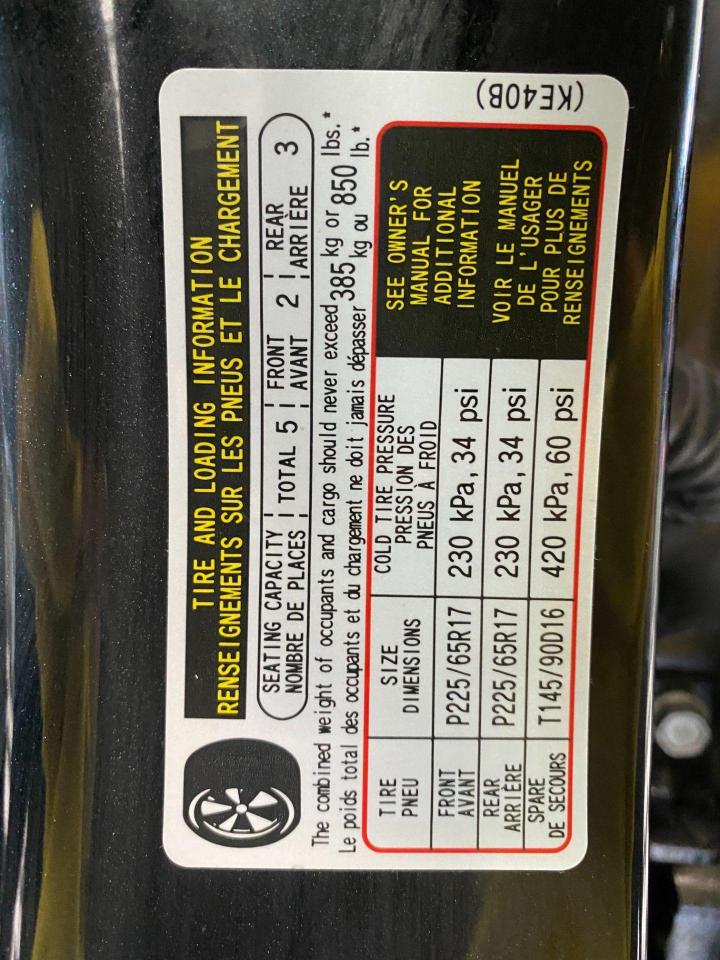 TIRE AND LOADING INFORMATION
RENSEIGNEMENTS SUR LES PNEUS ET LE CHARGEMENT
SEATING CAPACITY
NOMBRE DE PLACES
TOTAL 5
FRONT
AVANT
2
REAR
ARRIÈRE
3
The combined weight of occupants and cargo should never exceed 385 kg or 850 lbs.*
Le poids total des occupants et du chargement ne doit jamais dépasser 385 kg ou 850 lb.*
TIRE
PNEU
SIZE
DIMENSIONS
COLD TIRE PRESSURE
PRESSION DES
PNEUS À FROID
FRONT
AVANT
P225/65R17
230 kPa, 34 psi
REAR
ARRIÈRE
P225/65R17
230 kPa, 34 psi
SPARE
DE SECOURS
T145/90D16
420 kPa, 60 psi
SEE OWNER'S
MANUAL FOR
ADDITIONAL
INFORMATION
VOIR LE MANUEL
DE L'USAGER
POUR PLUS DE
RENSEIGNEMENTS
(KE40B)